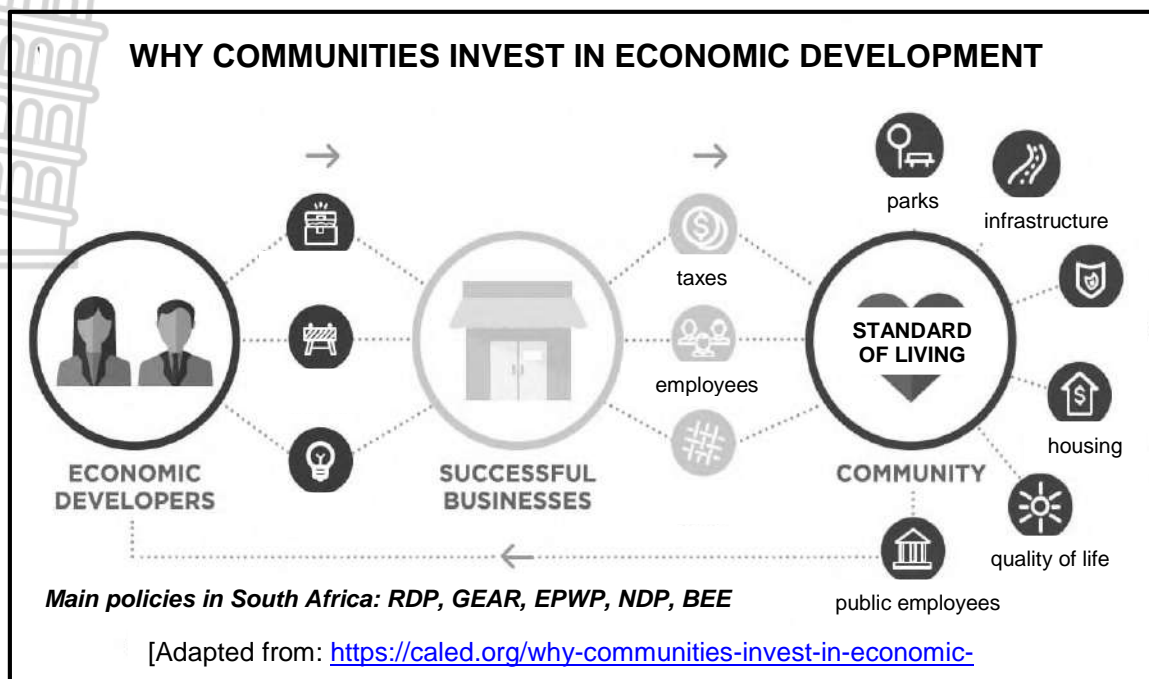 WHY COMMUNITIES INVEST IN ECONOMIC DEVELOPMENT
parks
infrastructure
taxes
STANDARD
OF LIVING
employees
housing
ECONOMIC
DEVELOPERS
SUCCESSFUL
BUSINESSES
COMMUNITY
quality of life
Main policies in South Africa: RDP, GEAR, EPWP, NDP, BEE
public employees
[Adapted from: https://caled.org/why-communities-invest-in-economic-